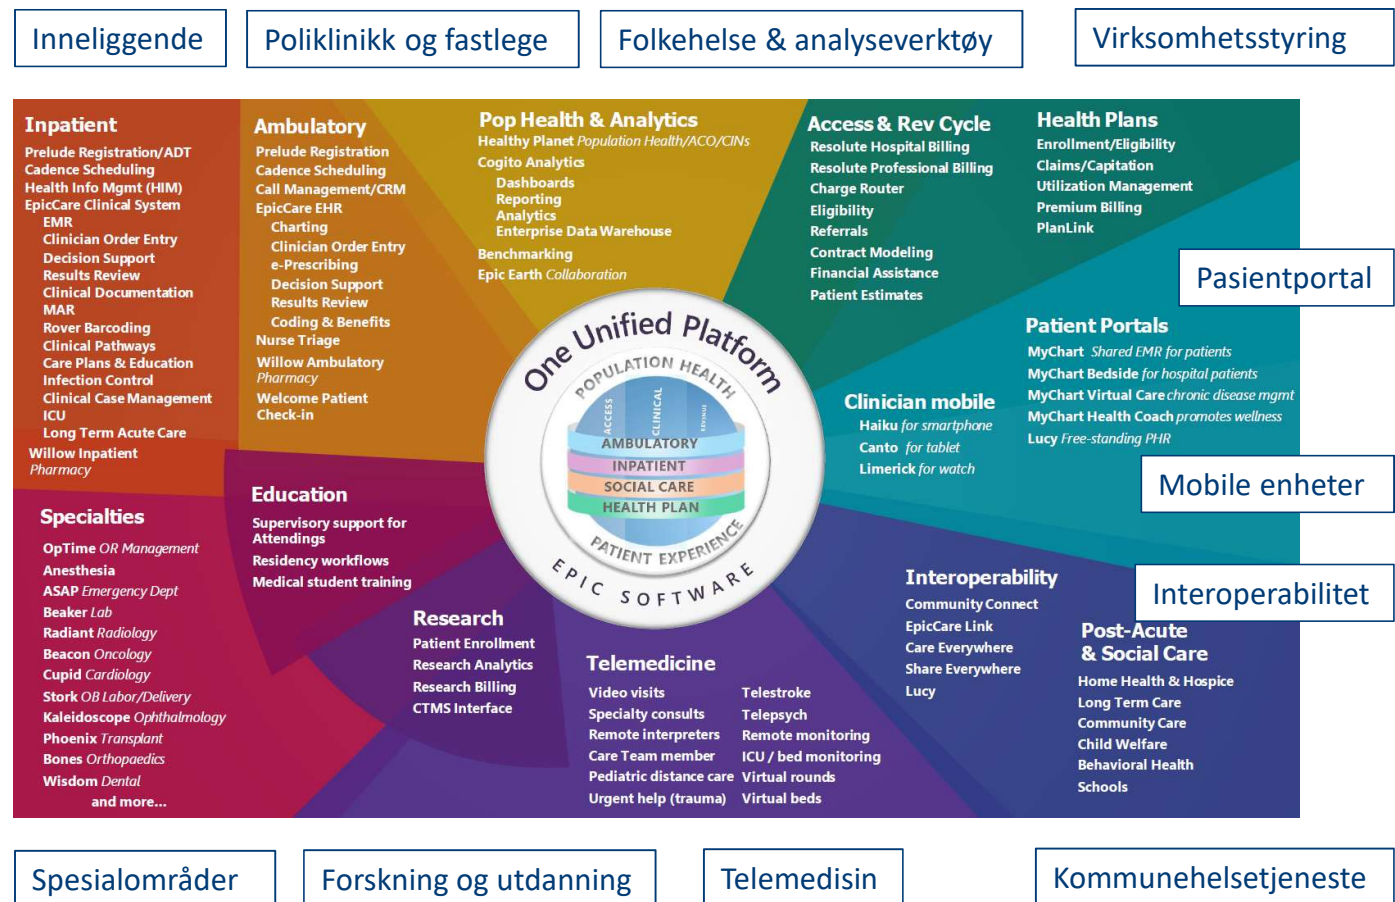 Inneliggende
Poliklinikk og fastlege
Folkehelse & analyseverktøy
Virksomhetsstyring
Inpatient
Prelude Registration/ADT
Cadence Scheduling
Health Info Mgmt (HIM)
EpicCare Clinical System
EMR
Clinician Order Entry
Decision Support
Results Review
Clinical Documentation
MAR
Rover Barcoding
Clinical Pathways
Care Plans & Education
Infection Control
Clinical Case Management
ICU
Long Term Acute Care
Willow Inpatient
Pharmacy
Ambulatory
Prelude Registration
Cadence Scheduling
Call Management/CRM
EpicCare EHR
Charting
Clinician Order Entry
e-Prescribing
Decision Support
Results Review
Coding & Benefits
Nurse Triage
Willow Ambulatory
Pharmacy
Welcome Patient
Check-in
Pop Health & Analytics
Healthy Planet Population Health/ACO/CINs
Cogito Analytics
Dashboards
Reporting
Analytics
Enterprise Data Warehouse
Benchmarking
Epic Earth Collaboration
Access & Rev Cycle
Resolute Hospital Billing
Resolute Professional Billing
Charge Router
Eligibility
Referrals
Contract Modeling
Financial Assistance
Patient Estimates
Health Plans
Enrollment/Eligibility
Claims/Capitation
Utilization Management
Premium Billing
PlanLink
Pasientportal
Patient Portals
MyChart Shared EMR for patients
MyChart Bedside for hospital patients
MyChart Virtual Care chronic disease mgmt
MyChart Health Coach promotes wellness
Lucy Free-standing PHR
Clinician mobile
Haiku for smartphone
Canto for tablet
Limerick for watch
Mobile enheter
One Unified Platform
POPULATION HEALTH
ACCESS
CLINICAL
REVENUE
AMBULATORY
INPATIENT
SOCIAL CARE
HEALTH PLAN
PATIENT EXPERIENCE
EPIC SOFTWARE
Education
Supervisory support for
Attendings
Residency workflows
Medical student training
Specialties
OpTime OR Management
Anesthesia
ASAP Emergency Dept
Beaker Lab
Radiant Radiology
Beacon Oncology
Cupid Cardiology
Stork OB Labor/Delivery
Kaleidoscope Ophthalmology
Phoenix Transplant
Bones Orthopaedics
Wisdom Dental
and more...
Research
Patient Enrollment
Research Analytics
Research Billing
CTMS Interface
Telemedicine
Video visits
Specialty consults
Remote interpreters
Care Team member
Pediatric distance care
Urgent help (trauma)
Telestroke
Telepsych
Remote monitoring
ICU / bed monitoring
Virtual rounds
Virtual beds
Interoperability
Community Connect
EpicCare Link
Care Everywhere
Share Everywhere
Lucy
Interoperabilitet
Post-Acute
& Social Care
Home Health & Hospice
Long Term Care
Community Care
Child Welfare
Behavioral Health
Schools
Spesialområder
Forskning og utdanning
Telemedisin
Kommunehelsetjeneste